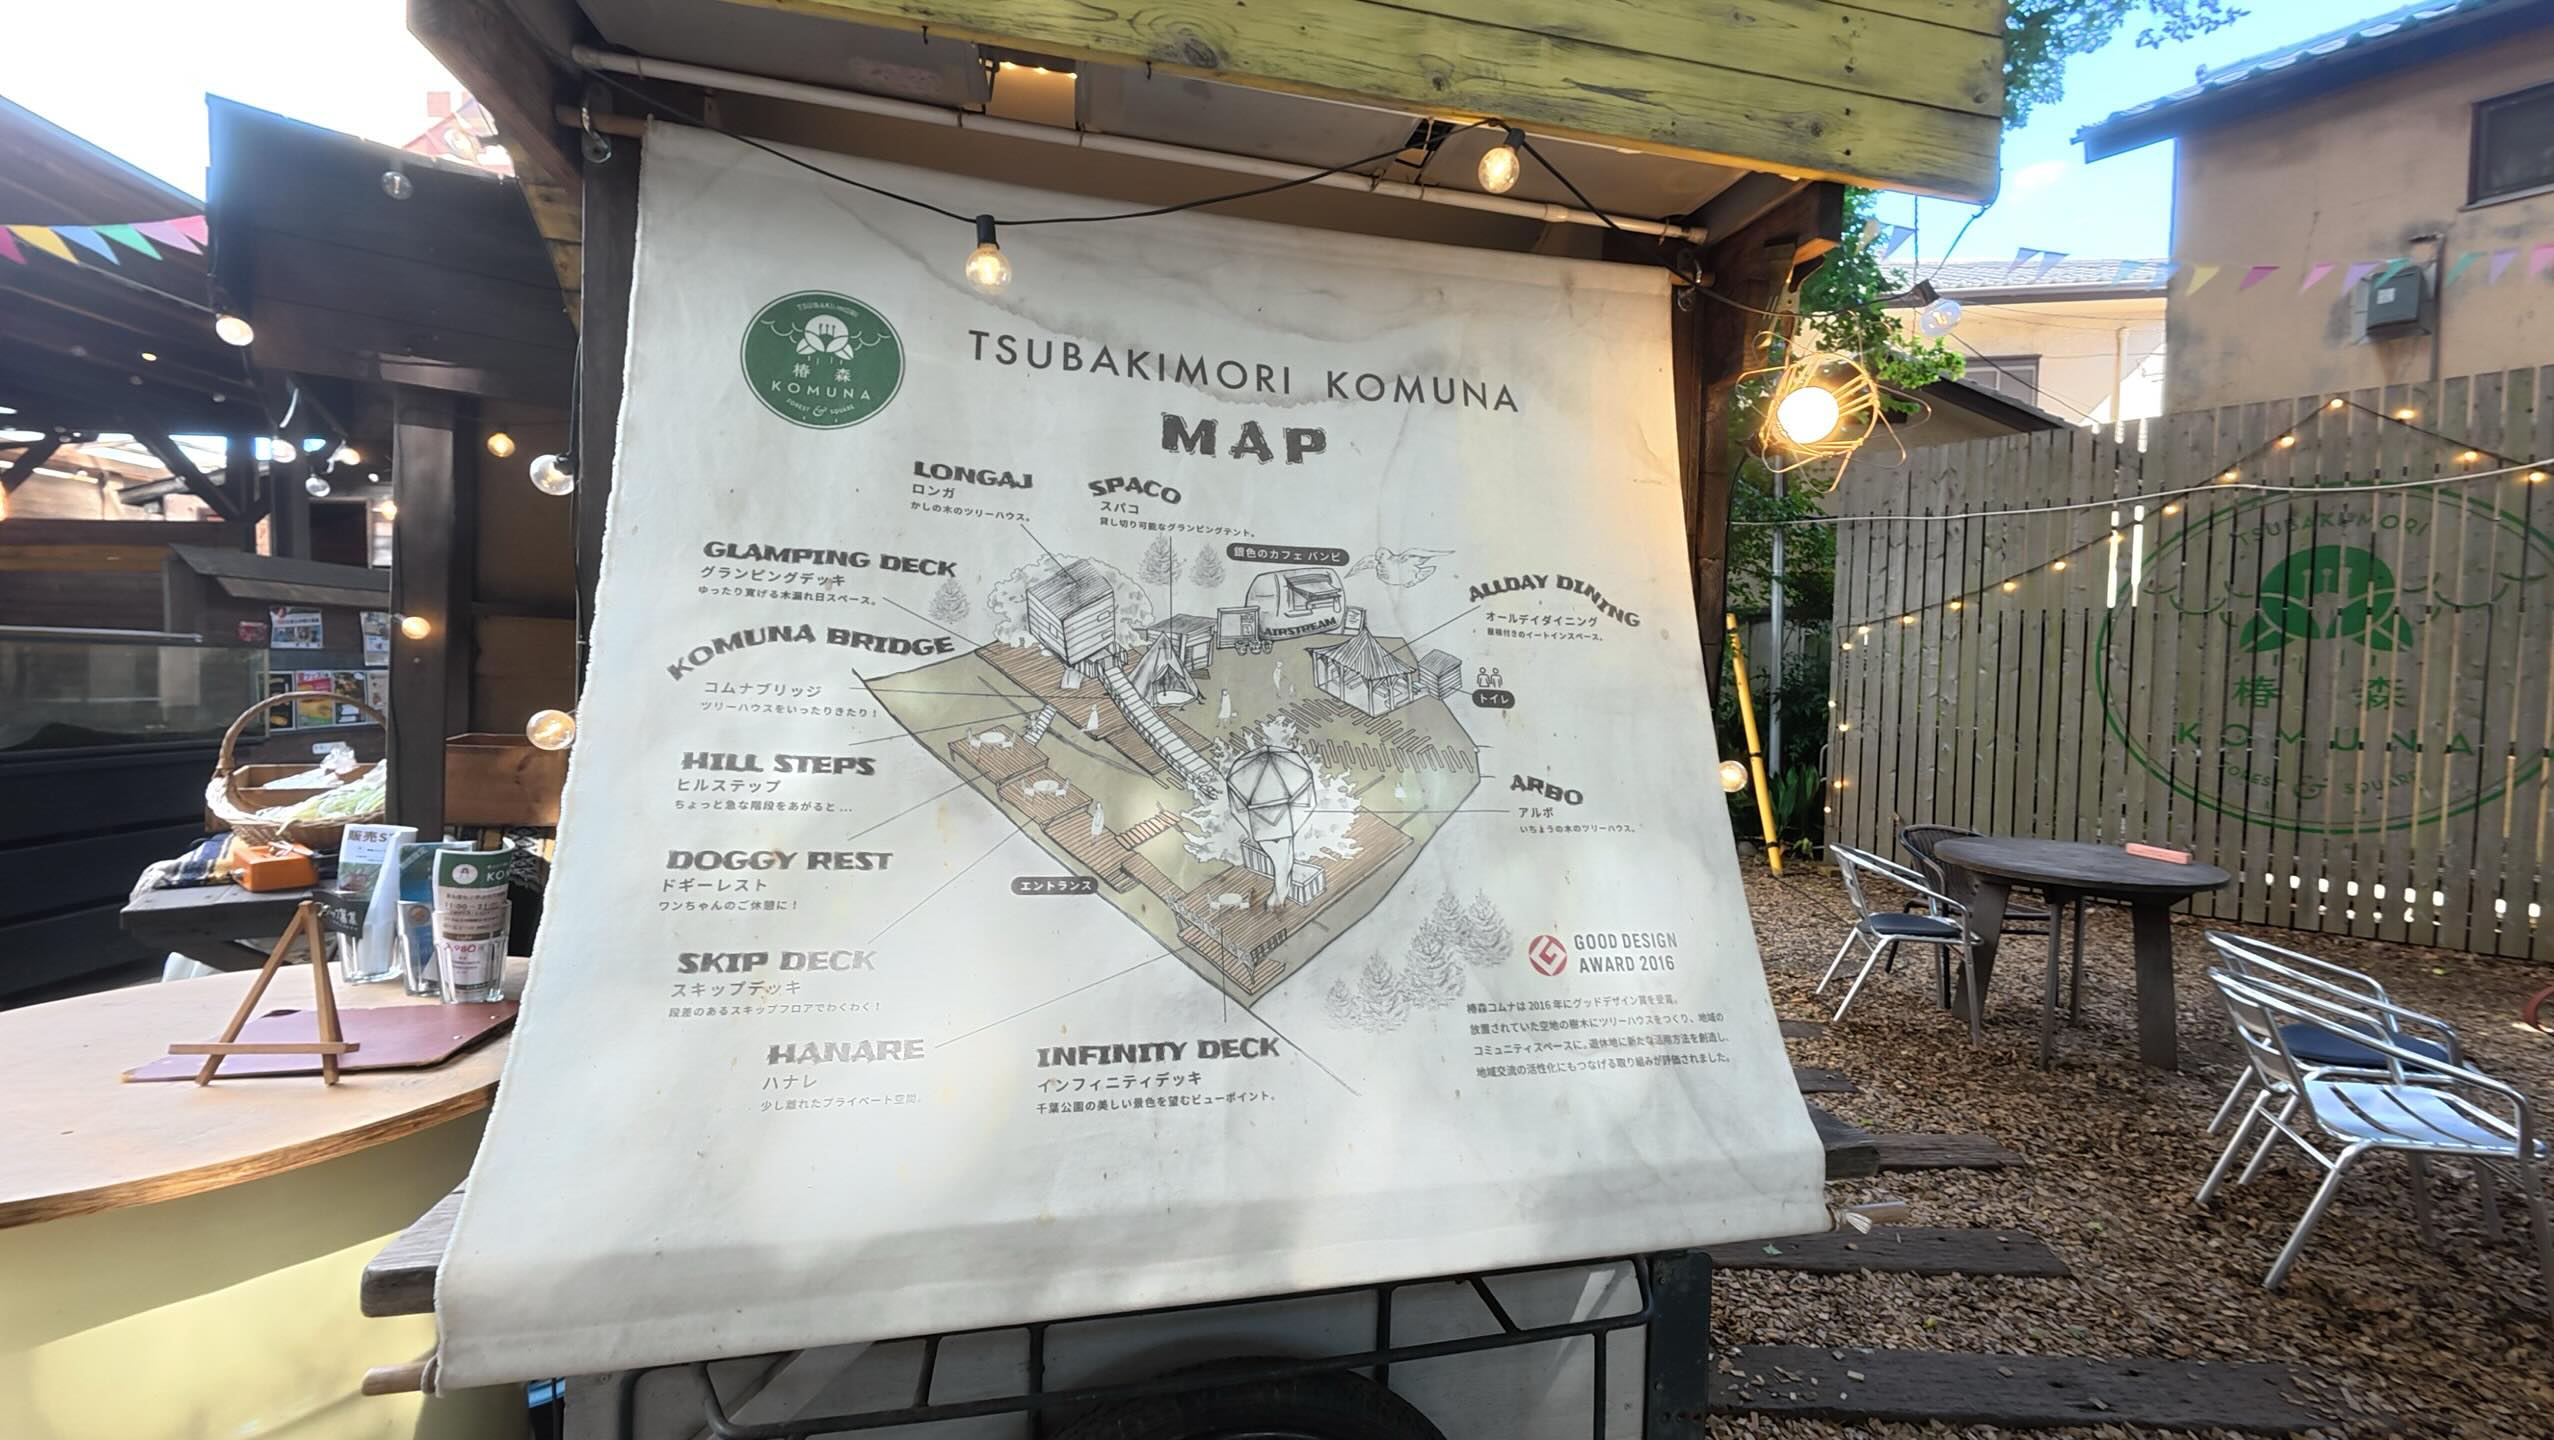 TSUBAKIMORI
椿 森
KOMUNA
FOREST & SQUARE
TSUBAKIMORI KOMUNA
MAP
LONGAJ
ロンガ
かしの木のツリーハウス。
SPACO
スパコ
貸し切り可能なグランピングテント。
銀色のカフェ バンビ
AIRSTREAM
GLAMPING DECK
グランピングデッキ
ゆったり寛げる木漏れ日スペース。
ALLDAY DINING
オールデイダイニング
屋根付きのイートインスペース。
トイレ
KOMUNA BRIDGE
コムナブリッジ
ツリーハウスをいったりきたり!
HILL STEPS
ヒルステップ
ちょっと急な階段をあがると...
ARBO
アルボ
いちょうの木のツリーハウス。
DOGGY REST
ドギーレスト
ワンちゃんのご休憩に!
エントランス
SKIP DECK
スキップデッキ
段差のあるスキップフロアでわくわく!
HANARE
ハナレ
少し離れたプライベート空間。
INFINITY DECK
インフィニティデッキ
千葉公園の美しい景色を望むビューポイント。
GOOD DESIGN
AWARD 2016
椿森コムナは2016年にグッドデザイン賞を受賞。
放置されていた空地の樹木にツリーハウスをつくり、地域の
コミュニティスペースに。遊休地に新たな活用方法を創造し、
地域交流の活性化にもつなげる取り組みが評価されました。
TSUBAKIMORI
椿 森
KOMUNA
FOREST & SQUARE
販売ス
11:00
980